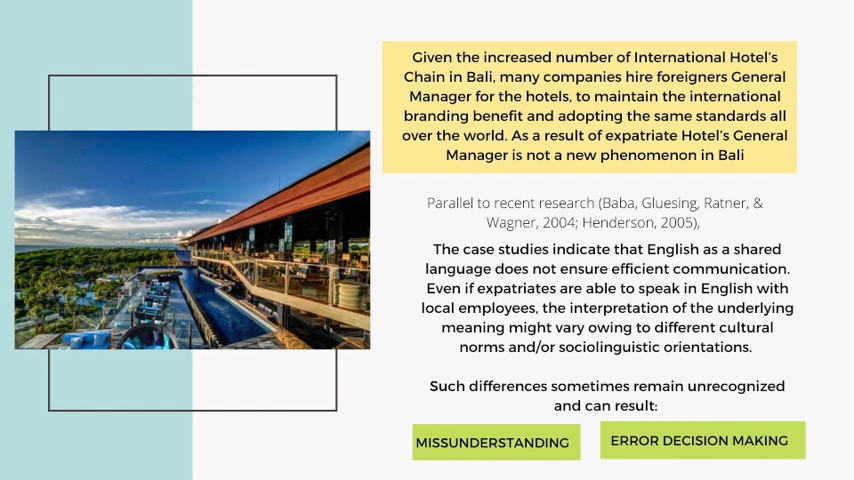 Given the increased number of International Hotel's
Chain in Bali, many companies hire foreigners General
Manager for the hotels, to maintain the international
branding benefit and adopting the same standards all
over the world. As a result of expatriate Hotel's General
Manager is not a new phenomenon in Bali
Parallel to recent research (Baba, Gluesing, Ratner, &
Wagner, 2004; Henderson, 2005),
The case studies indicate that English as a shared
language does not ensure efficient communication.
Even if expatriates are able to speak in English with
local employees, the interpretation of the underlying
meaning might vary owing to different cultural
norms and/or sociolinguistic orientations.
Such differences sometimes remain unrecognized
and can result:
MISSUNDERSTANDING
ERROR DECISION MAKING